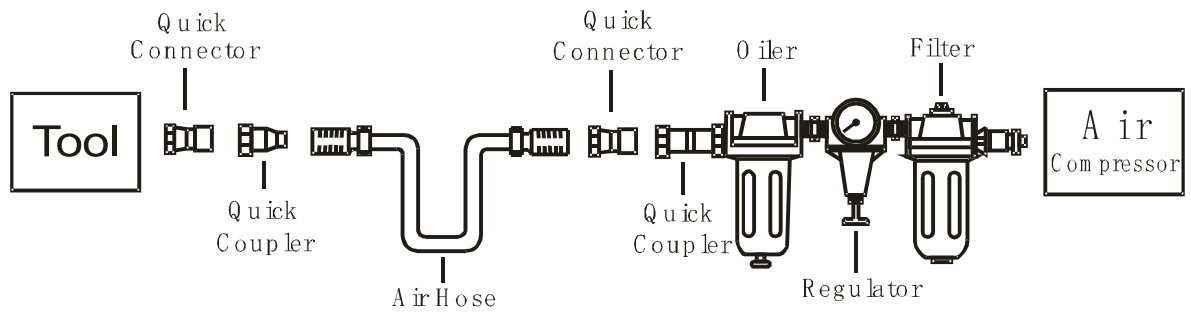 Quick
Connector
Quick
Connector
Oiler
Filter
Tool
Air
Compressor
Quick
Coupler
Quick
Coupler
Air Hose
Regulator